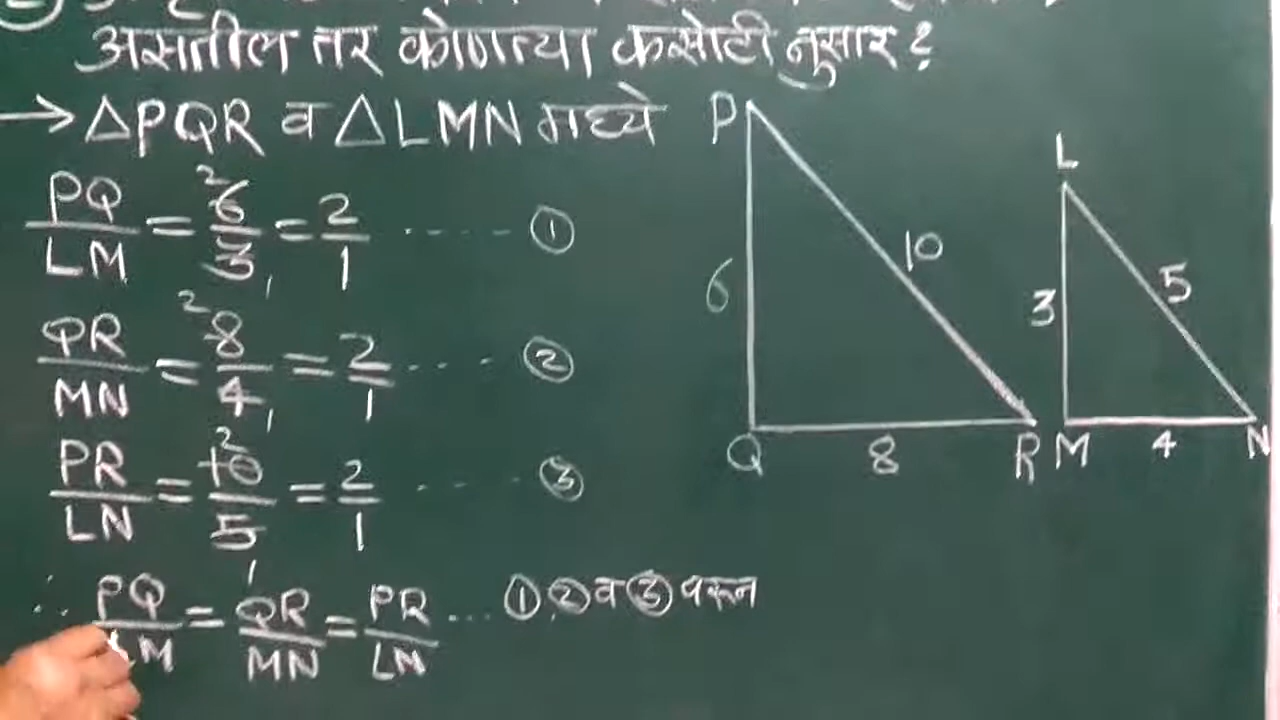 असतील तर कोणत्या कसोटी नुसार?
→ △PQR व △LMN मध्ये
PQ/LM = 6/3 = 2/1 ...... ①
QR/MN = 8/4 = 2/1 ...... ②
PR/LN = 10/5 = 2/1 ...... ③
∴ PQ/LM = QR/MN = PR/LN ... ① ② व ③ वरून
P
6
10
Q 8 R
L
3
5
M 4 N